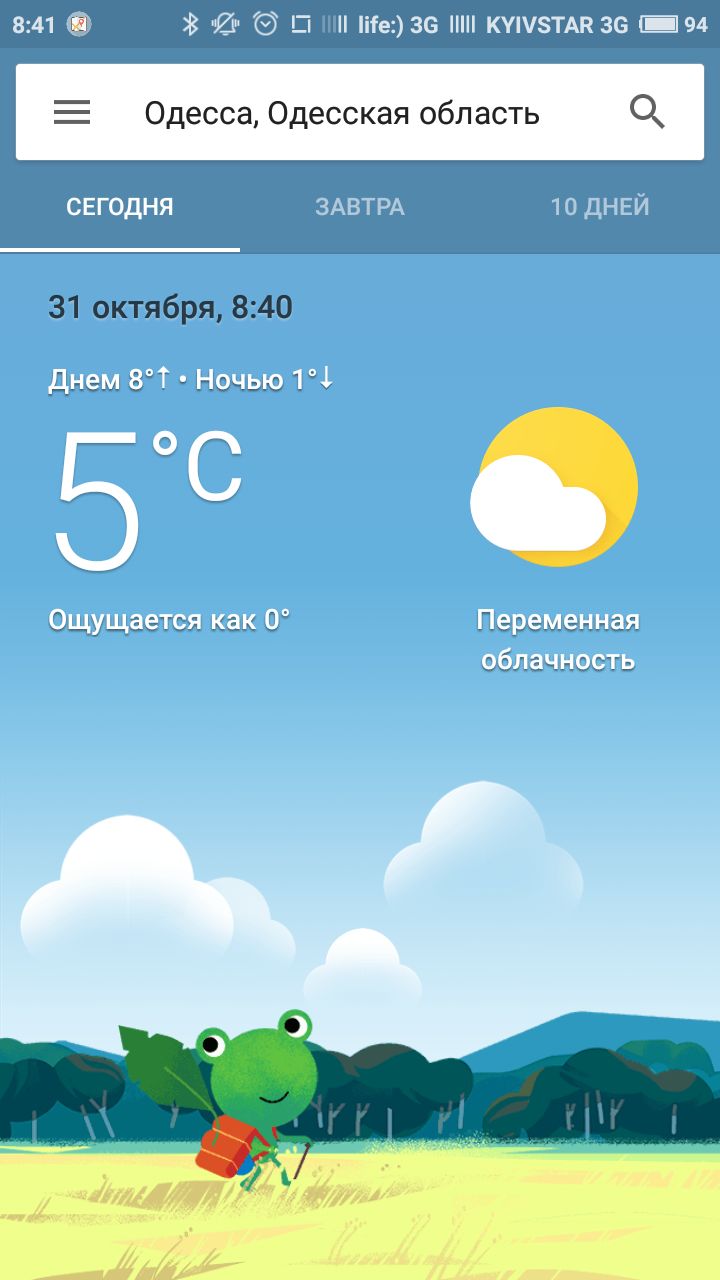 8:41 life:) 3G KYIVSTAR 3G 94
Одесса, Одесская область
СЕГОДНЯ ЗАВТРА 10 ДНЕЙ
31 октября, 8:40
Днем 8°↑ • Ночью 1°↓
5°C
Ощущается как 0°
Переменная
облачность